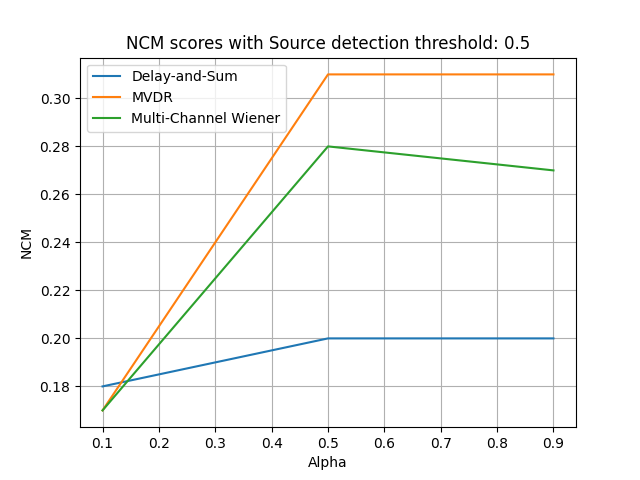 NCM scores with Source detection threshold: 0.5
Delay-and-Sum
MVDR
Multi-Channel Wiener
NCM
0.30
0.28
0.26
0.24
0.22
0.20
0.18
0.1 0.2 0.3 0.4 0.5 0.6 0.7 0.8 0.9
Alpha